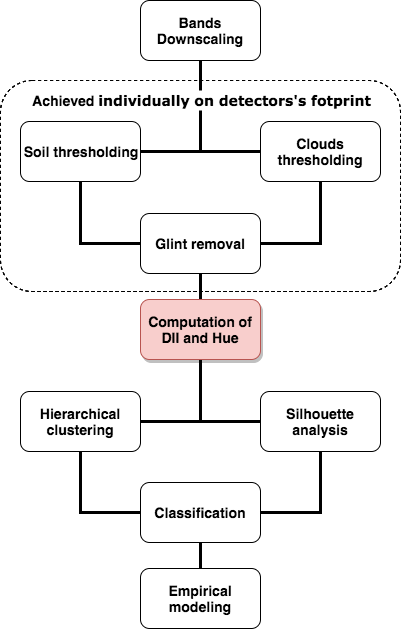 Bands
Downscaling
Achieved individually on detectors's fotprint
Soil thresholding
Clouds
thresholding
Glint removal
Computation of
DII and Hue
Hierarchical
clustering
Silhouette
analysis
Classification
Empirical
modeling